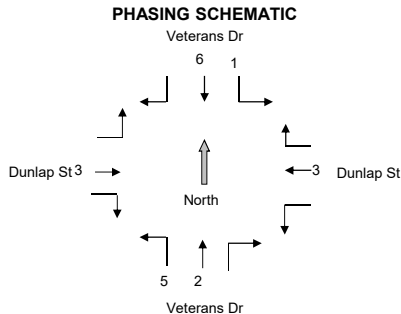 PHASING SCHEMATIC
Veterans Dr
6 1
Dunlap St 3
3 Dunlap St
North
5 2
Veterans Dr